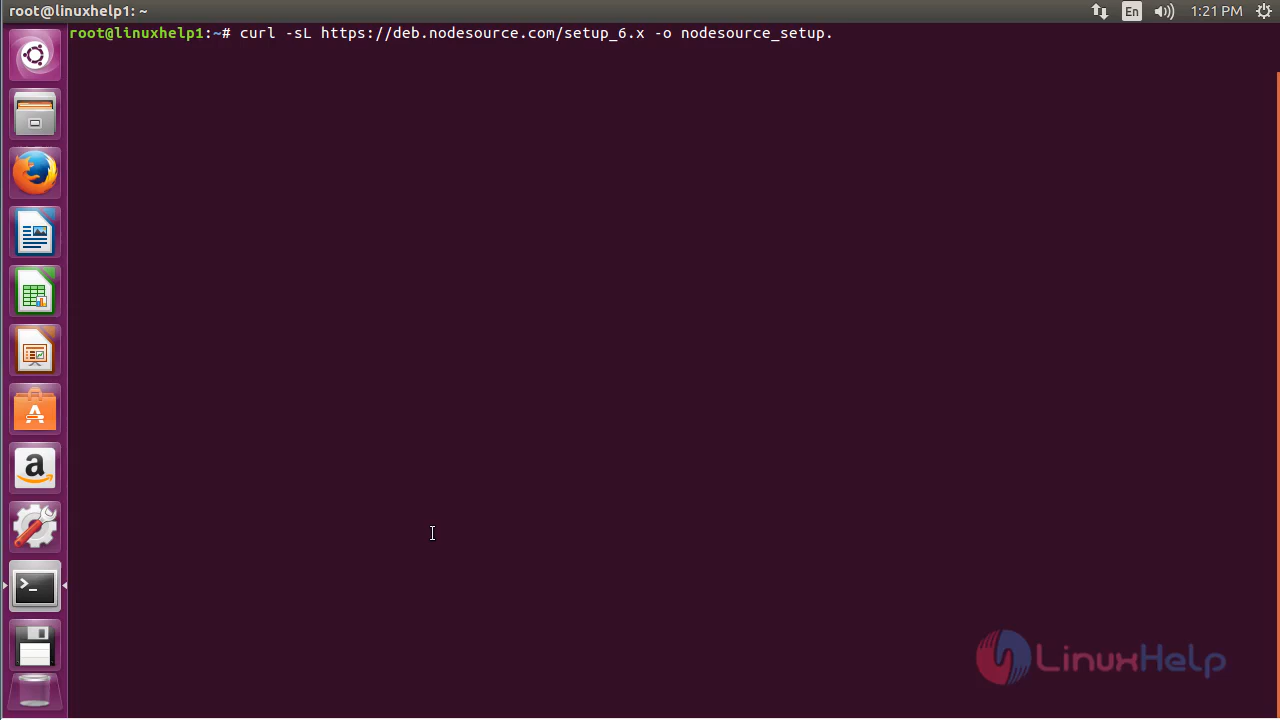 root@linuxhelp1: ~
En
1:21 PM
root@linuxhelp1:~# curl -sL https://deb.nodesource.com/setup_6.x -o nodesource_setup.
LinuxHelp